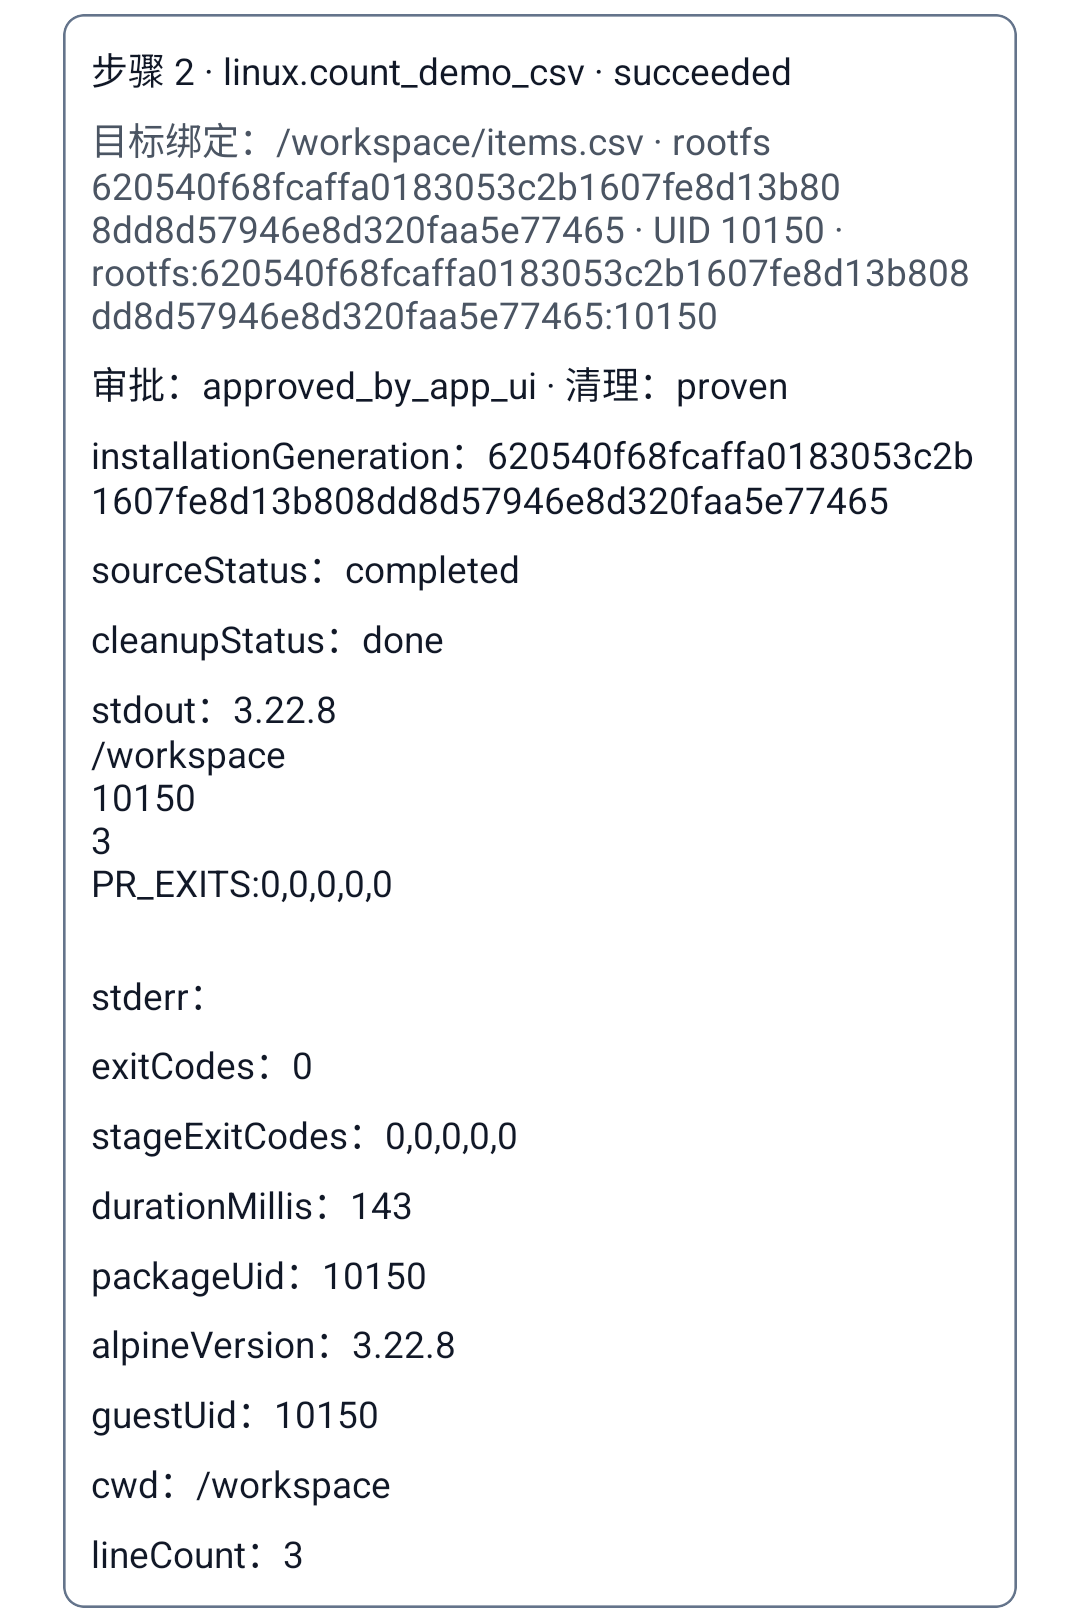 步骤 2 · linux.count_demo_csv · succeeded
目标绑定：/workspace/items.csv · rootfs
620540f68fcaffa0183053c2b1607fe8d13b80
8dd8d57946e8d320faa5e77465 · UID 10150 ·
rootfs:620540f68fcaffa0183053c2b1607fe8d13b808
dd8d57946e8d320faa5e77465:10150
审批：approved_by_app_ui · 清理：proven
installationGeneration：620540f68fcaffa0183053c2b
1607fe8d13b808dd8d57946e8d320faa5e77465
sourceStatus：completed
cleanupStatus：done
stdout：3.22.8
/workspace
10150
3
PR_EXITS:0,0,0,0,0
stderr：
exitCodes：0
stageExitCodes：0,0,0,0,0
durationMillis：143
packageUid：10150
alpineVersion：3.22.8
guestUid：10150
cwd：/workspace
lineCount：3